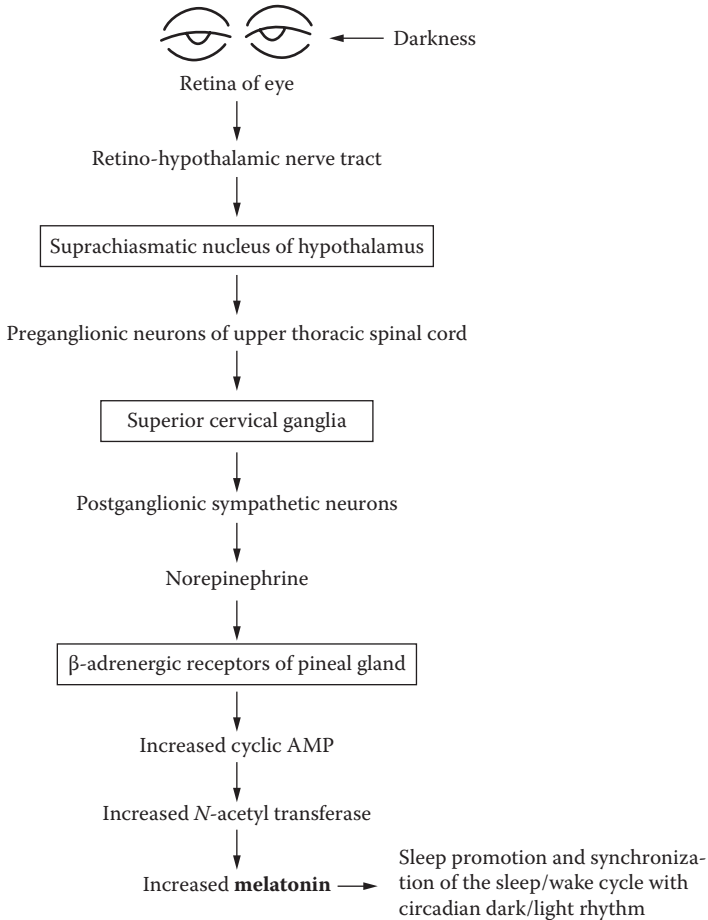 Darkness
Retina of eye
Retino-hypothalamic nerve tract
Suprachiasmatic nucleus of hypothalamus
Preganglionic neurons of upper thoracic spinal cord
Superior cervical ganglia
Postganglionic sympathetic neurons
Norepinephrine
β-adrenergic receptors of pineal gland
Increased cyclic AMP
Increased N-acetyl transferase
Increased melatonin
Sleep promotion and synchroniza-
tion of the sleep/wake cycle with
circadian dark/light rhythm